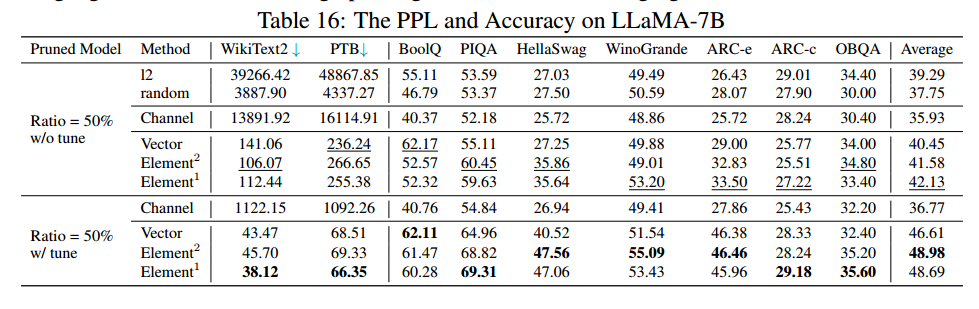 Table 16: The PPL and Accuracy on LLaMA-7B
Pruned Model Method WikiText2 ↓ PTB↓ BoolQ PIQA HellaSwag WinoGrande ARC-e ARC-c OBQA Average
Ratio = 50% w/o tune
l2 39266.42 48867.85 55.11 53.59 27.03 49.49 26.43 29.01 34.40 39.29
random 3887.90 4337.27 46.79 53.37 27.50 50.59 28.07 27.90 30.00 37.75
Channel 13891.92 16114.91 40.37 52.18 25.72 48.86 25.72 28.24 30.40 35.93
Vector 141.06 236.24 62.17 55.11 27.25 49.88 29.00 25.77 34.00 40.45
Element² 106.07 266.65 52.57 60.45 35.86 49.01 32.83 25.51 34.80 41.58
Element¹ 112.44 255.38 52.32 59.63 35.64 53.20 33.50 27.22 33.40 42.13
Ratio = 50% w/ tune
Channel 1122.15 1092.26 40.76 54.84 26.94 49.41 27.86 25.43 32.20 36.77
Vector 43.47 68.51 62.11 64.96 40.52 51.54 46.38 28.33 32.40 46.61
Element² 45.70 69.33 61.47 68.82 47.56 55.09 46.46 28.24 35.20 48.98
Element¹ 38.12 66.35 60.28 69.31 47.06 53.43 45.96 29.18 35.60 48.69